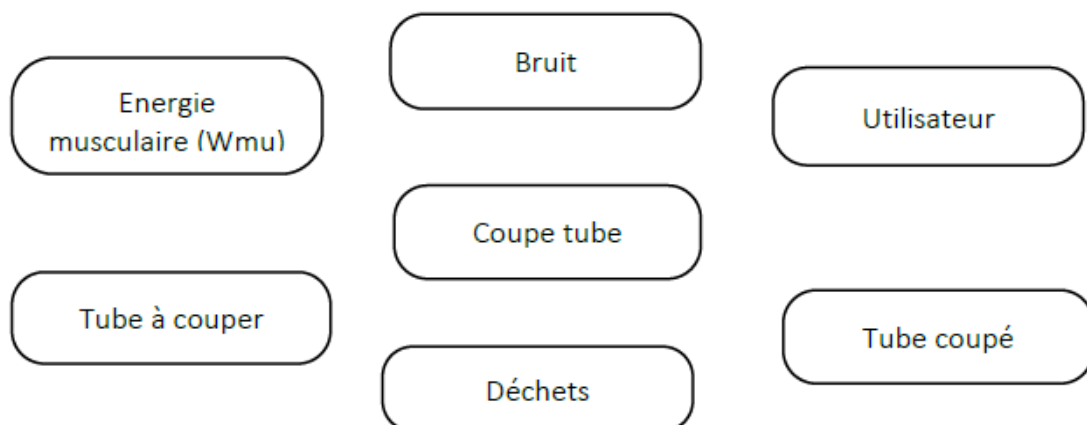 Bruit
Energie
musculaire (Wmu)
Utilisateur
Coupe tube
Tube à couper
Tube coupé
Déchets